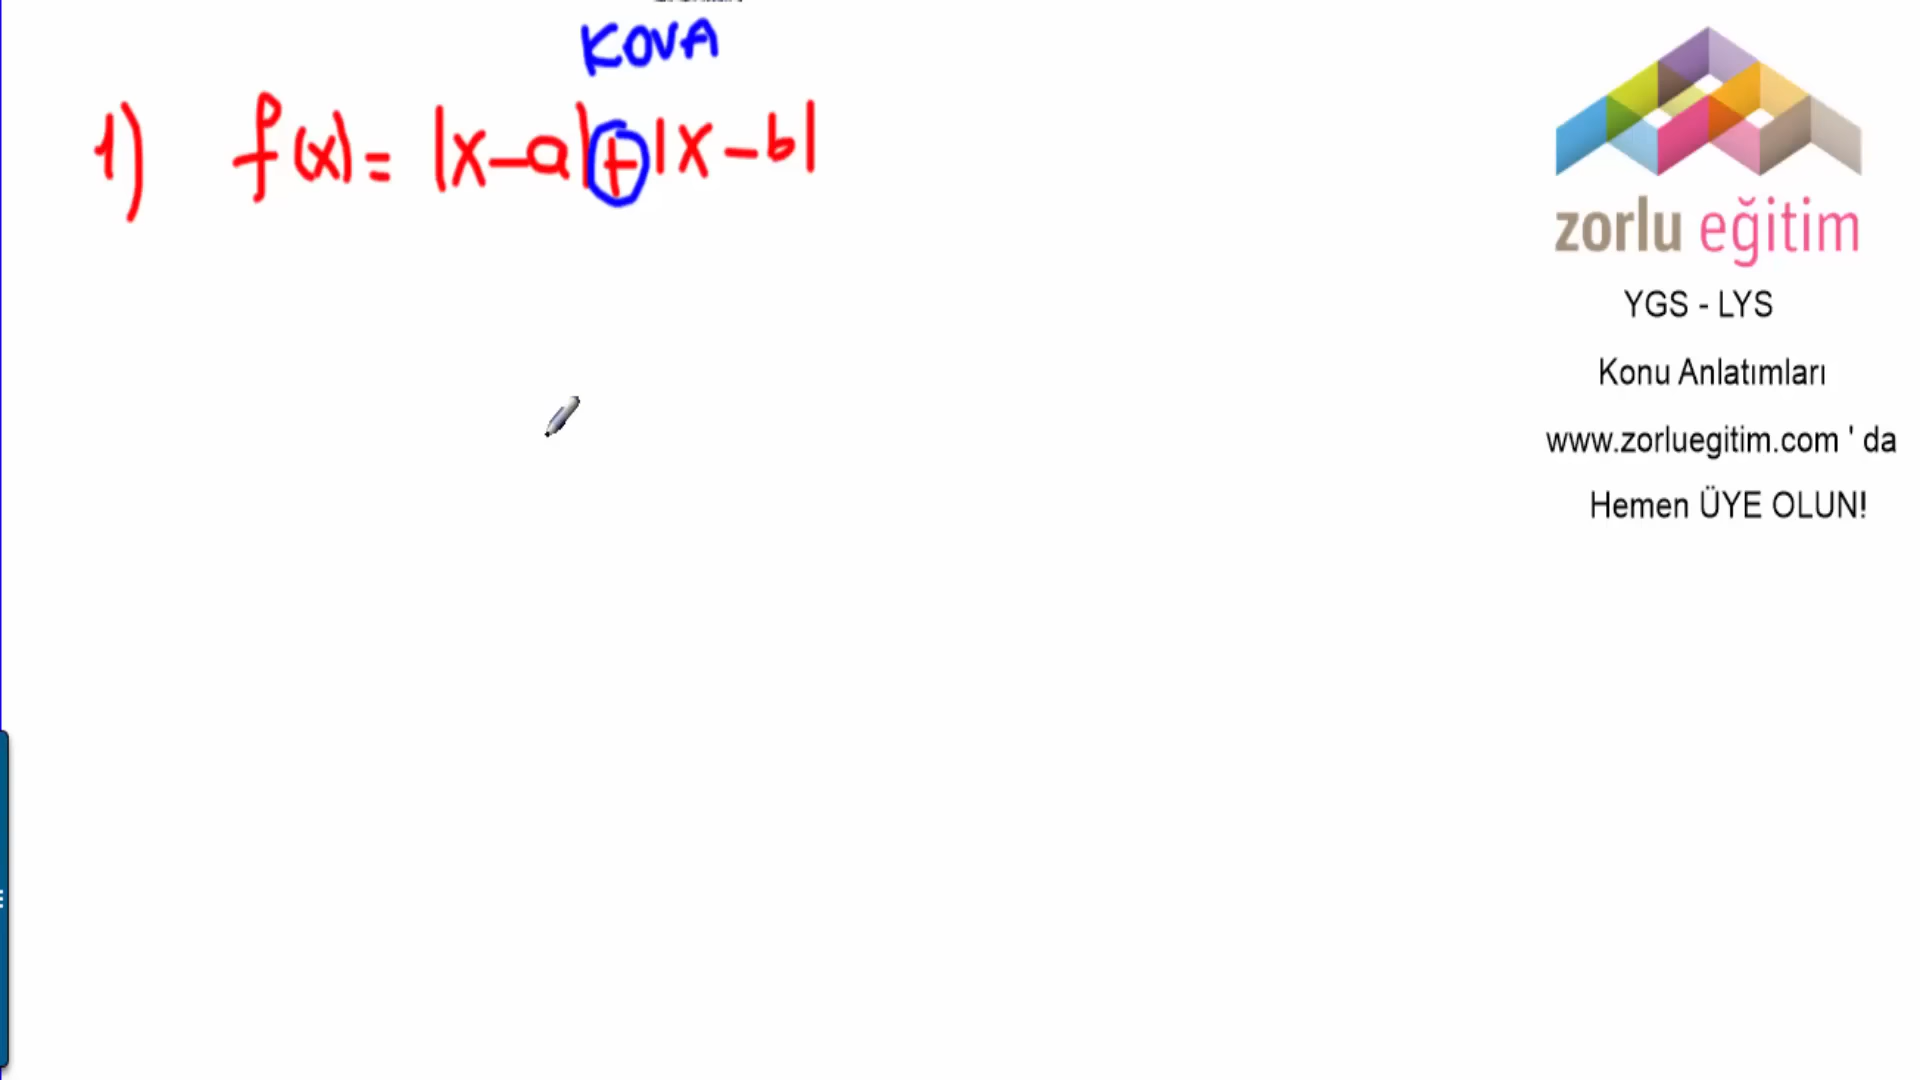 KOVA
1) f(x) = |x-a| + |x-b|
zorlu eğitim
YGS - LYS
Konu Anlatımları
www.zorluegitim.com ' da
Hemen ÜYE OLUN!